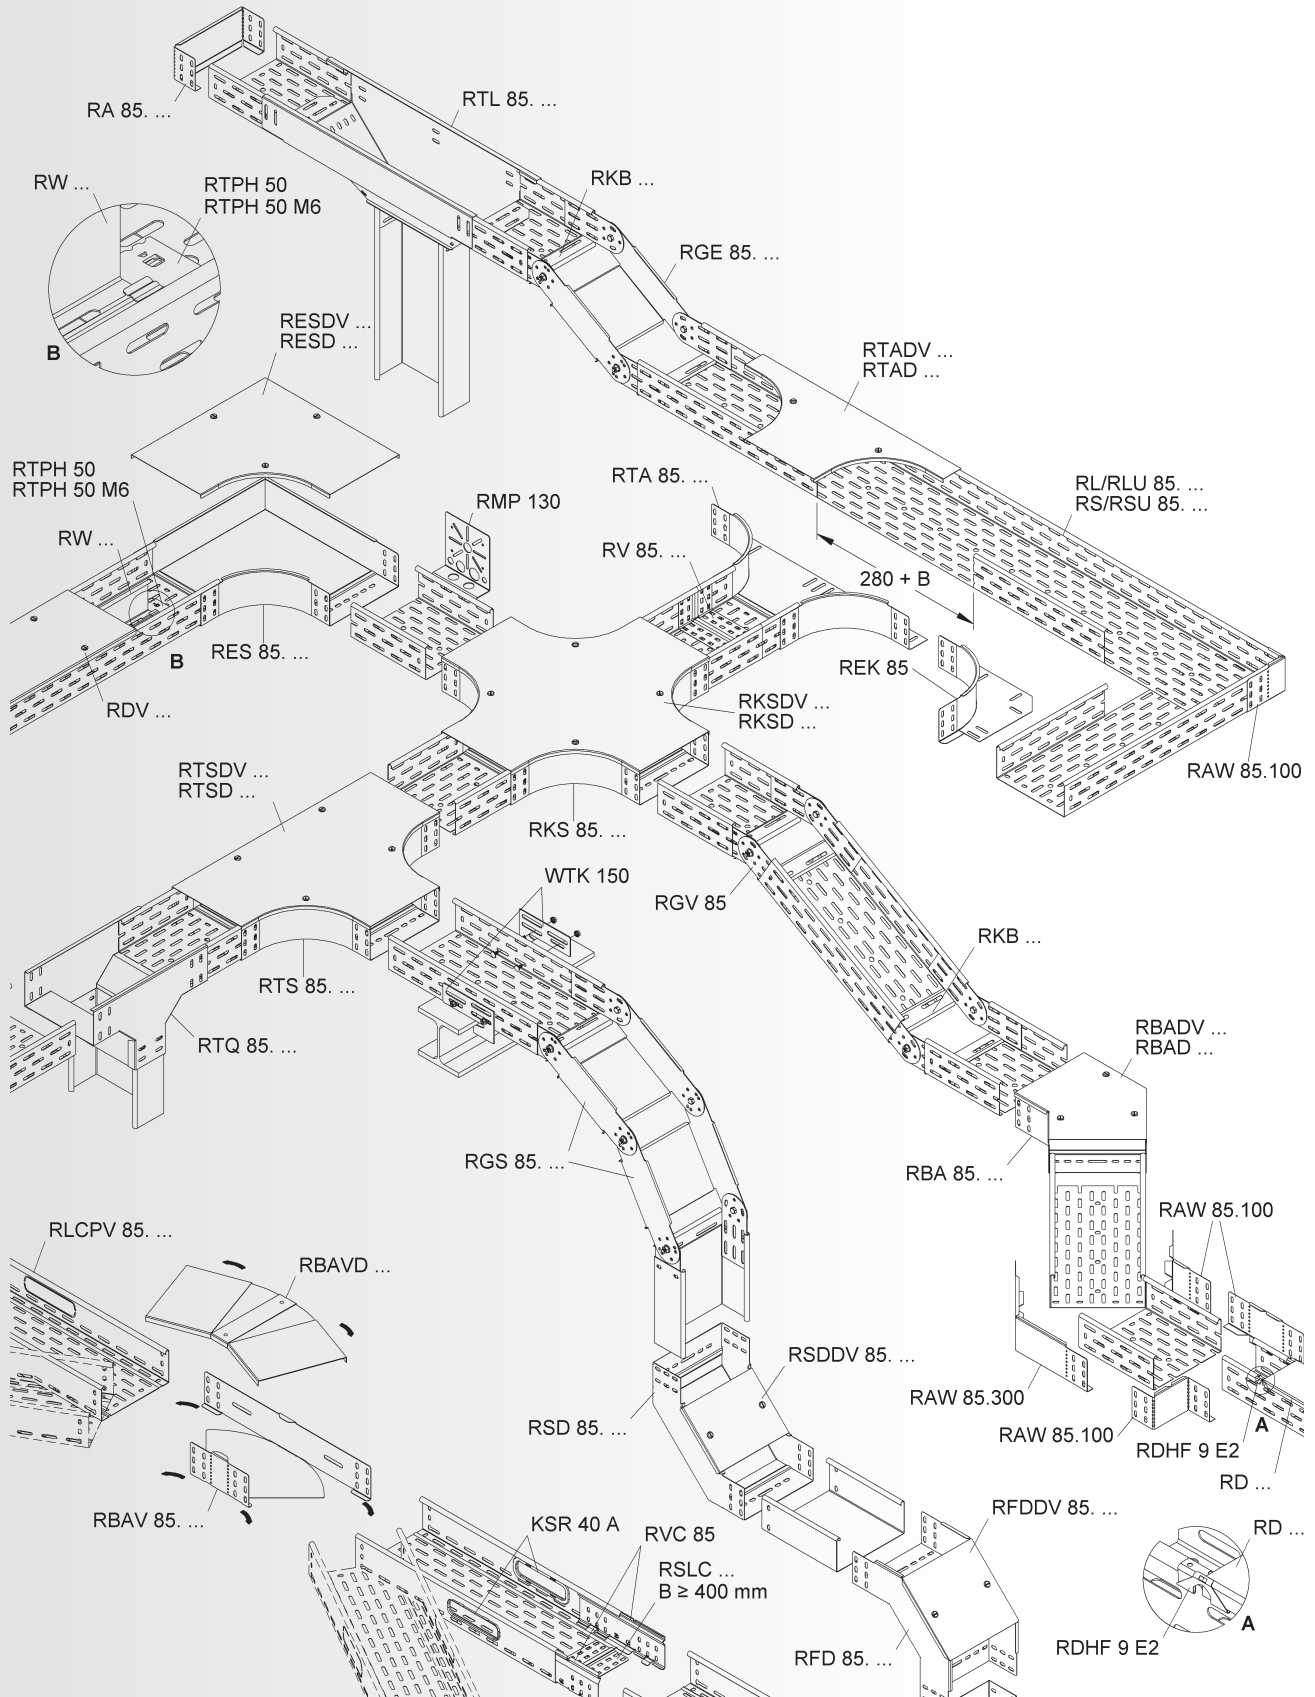 RA 85. ...
RTL 85. ...
RW ...
RTPH 50
RTPH 50 M6
RKB ...
RGE 85. ...
B
RESDV ...
RESD ...
RTADV ...
RTAD ...
RTPH 50
RTPH 50 M6
RW ...
RMP 130
RTA 85. ...
RV 85. ...
RL/RLU 85. ...
RS/RSU 85. ...
280 + B
B
RES 85. ...
RDV ...
REK 85
RKSDV ...
RKSD ...
RAW 85.100
RTSDV ...
RTSD ...
RKS 85. ...
WTK 150
RGV 85
RKB ...
RTS 85. ...
RTQ 85. ...
RBADV ...
RBAD ...
RGS 85. ...
RBA 85. ...
RAW 85.100
RLCPV 85. ...
RBAVD ...
RSDDV 85. ...
RSD 85. ...
RAW 85.300
RAW 85.100
A
RDHF 9 E2
RD ...
RBAV 85. ...
KSR 40 A
RVC 85
RSLC ...
B ≥ 400 mm
RFDDV 85. ...
RD ...
A
RDHF 9 E2
RFD 85. ...